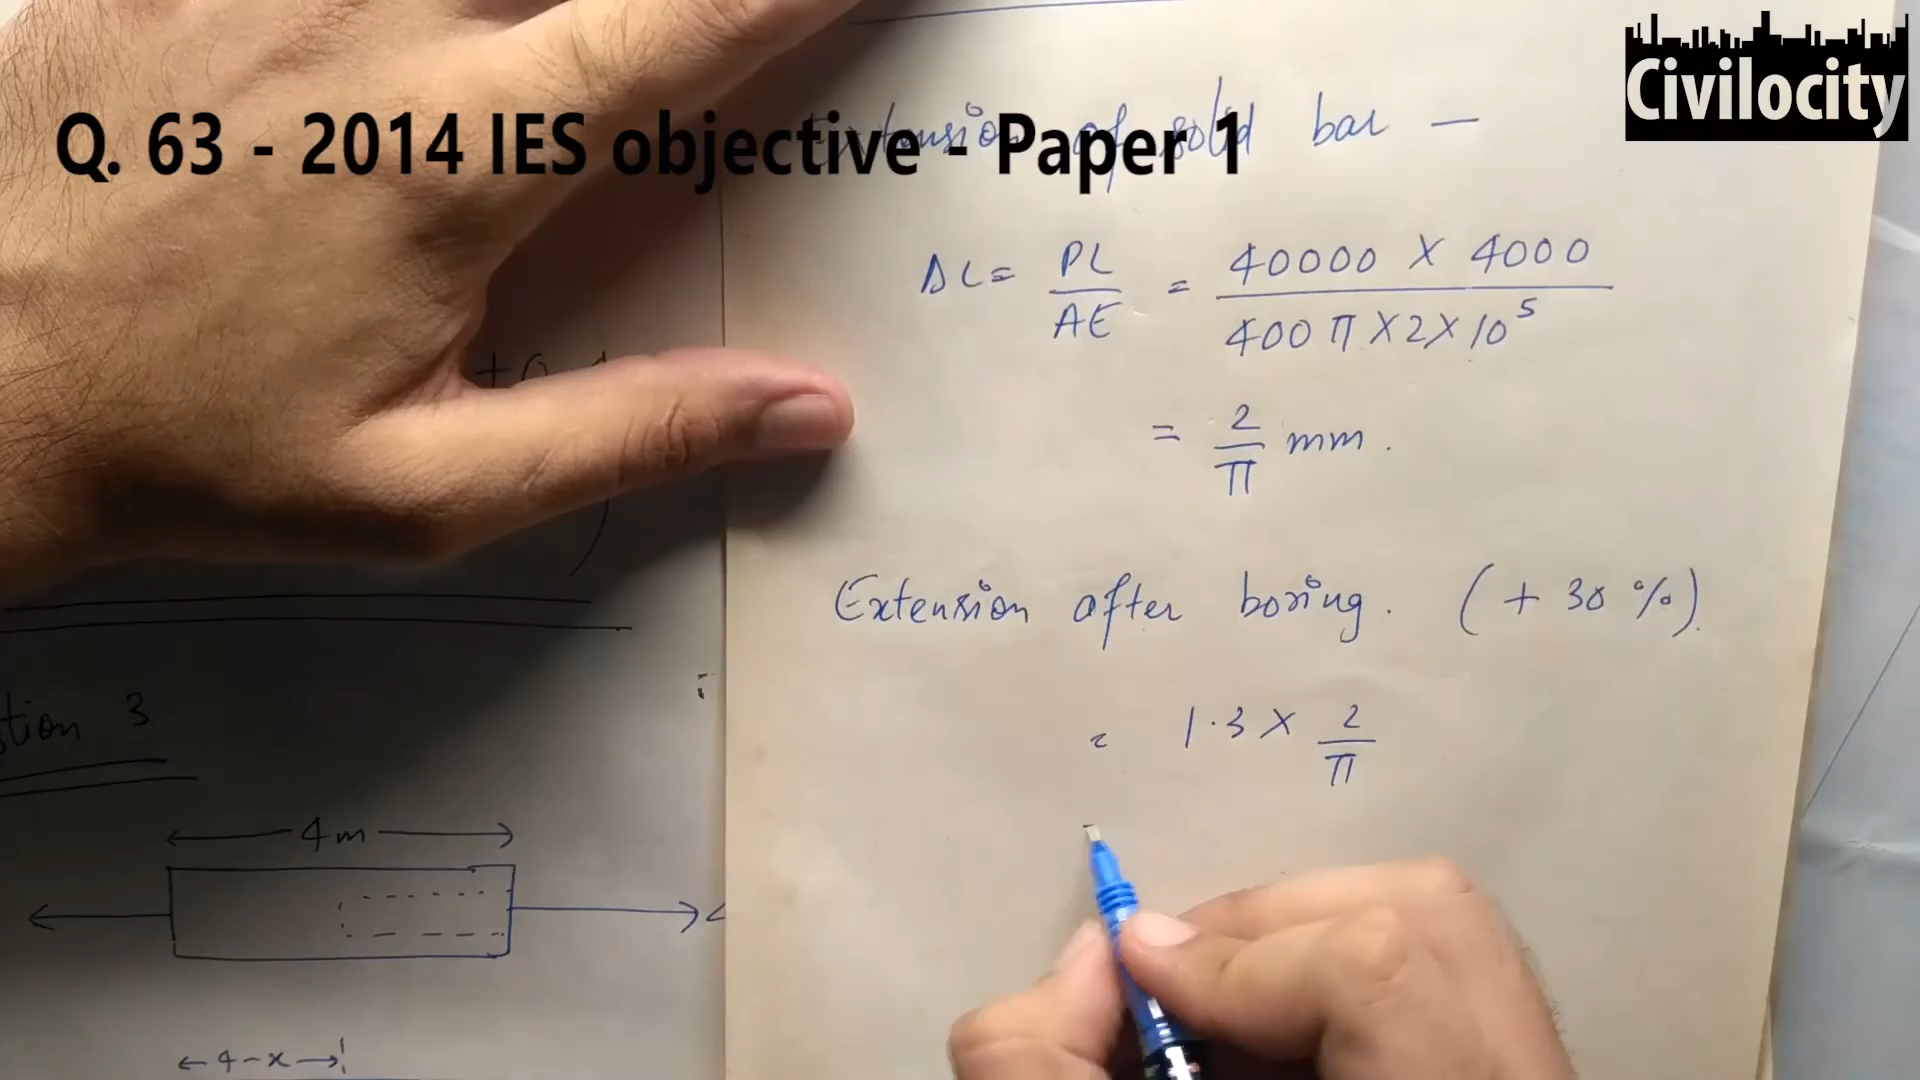 Civilocity
Q. 63 - 2014 IES objective - Paper 1
Extension of solid bar —
ΔL = PL / AE = 40000 X 4000 / 400 π X 2 X 10^5
= 2 / π mm.
Extension after boring. (+ 30 %).
= 1.3 X 2 / π
3
4m
4-x